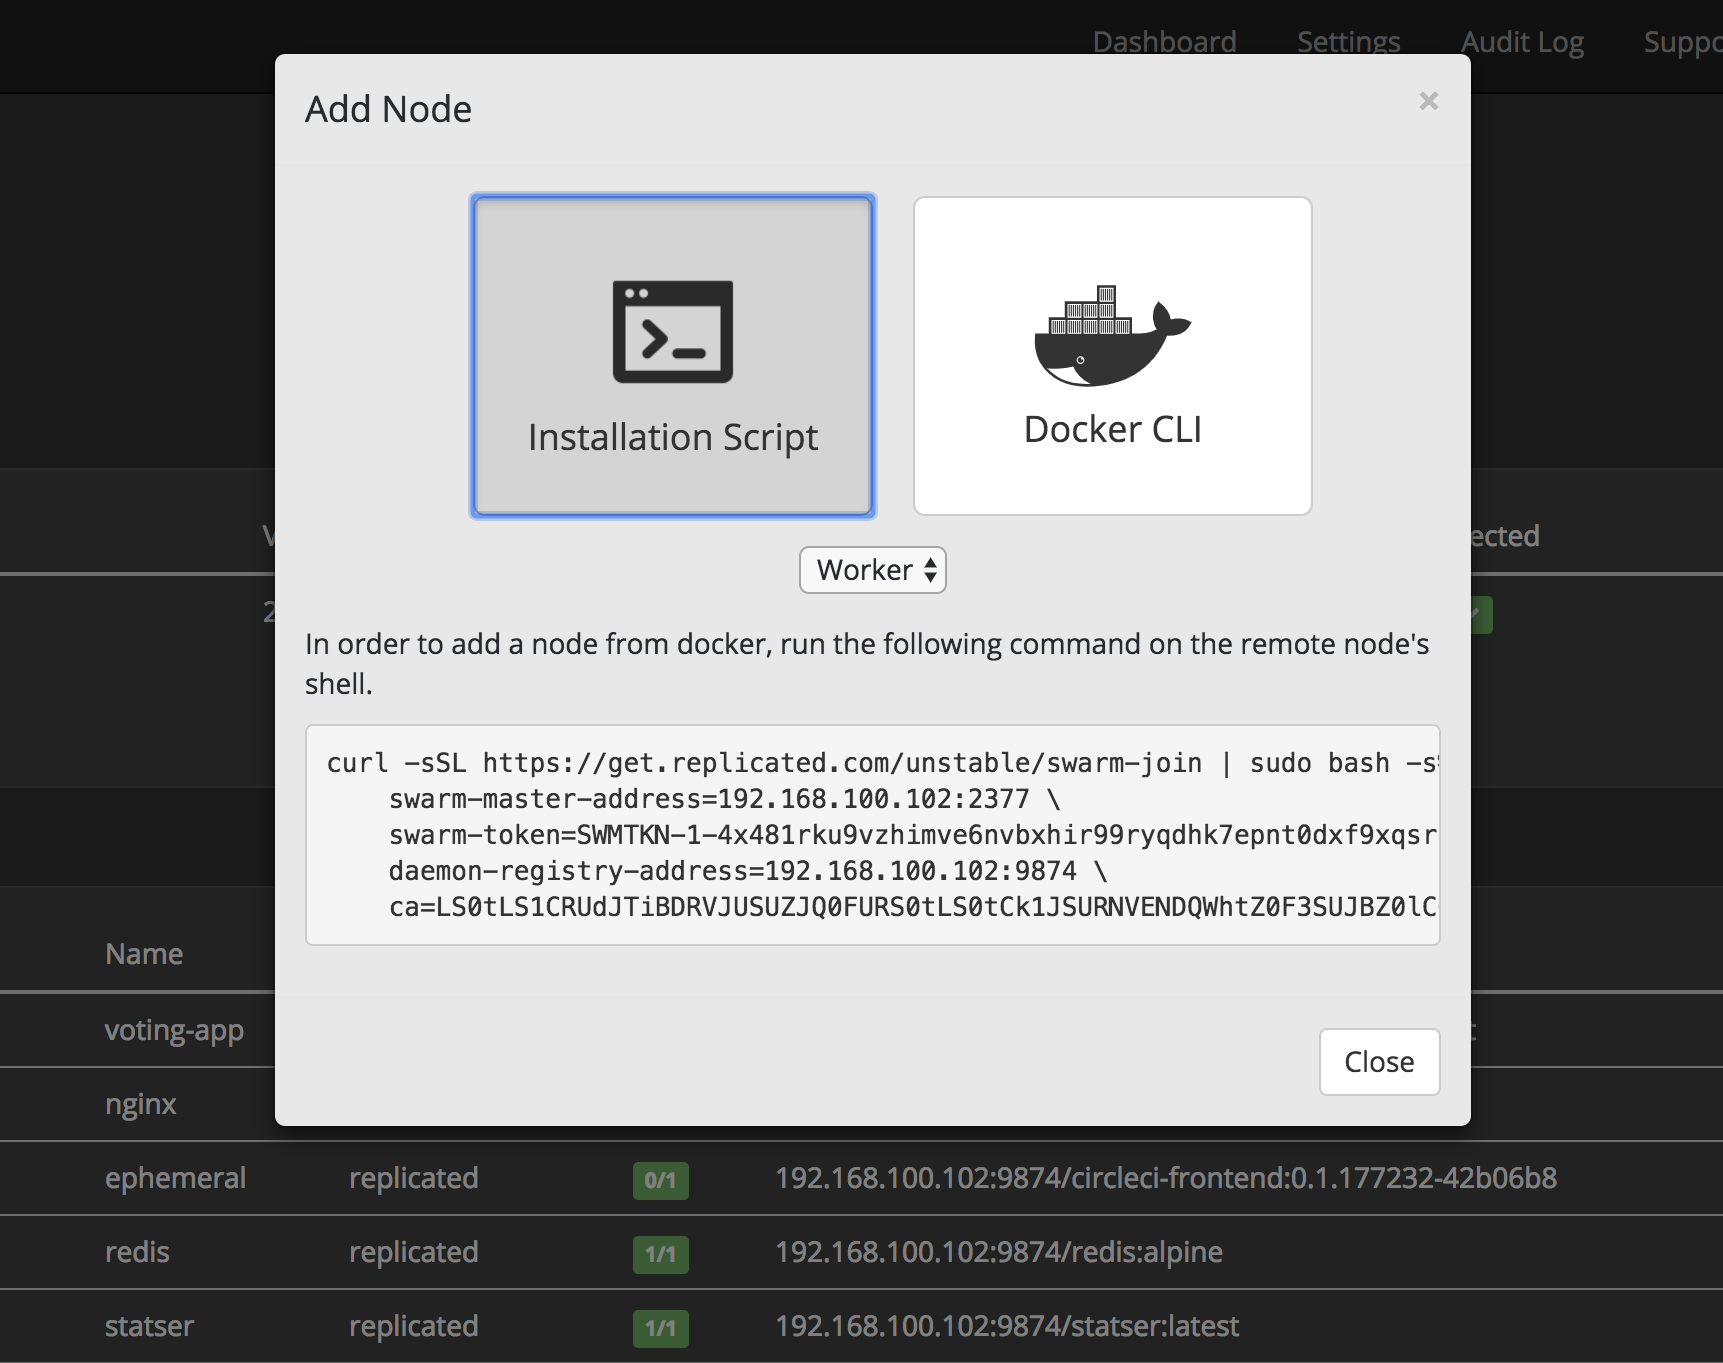 Dashboard Settings Audit Log
Add Node
×
Installation Script
Docker CLI
Worker
In order to add a node from docker, run the following command on the remote node's
shell.
curl -sSL https://get.replicated.com/unstable/swarm-join | sudo bash -s
swarm-master-address=192.168.100.102:2377 \
swarm-token=SWMTKN-1-4x481rku9vzhimve6nvbxhir99ryqdhk7epnt0dxf9xqsr
daemon-registry-address=192.168.100.102:9874 \
ca=LS0tLS1CRUdJTiBDRVJUSUZJQ0FURS0tLS0tCk1JSURNVENDQWhtZ0F3SUJBZ0lC
Close
Name
voting-app
nginx
ephemeral replicated 0/1 192.168.100.102:9874/circleci-frontend:0.1.177232-42b06b8
redis replicated 1/1 192.168.100.102:9874/redis:alpine
statser replicated 1/1 192.168.100.102:9874/statser:latest